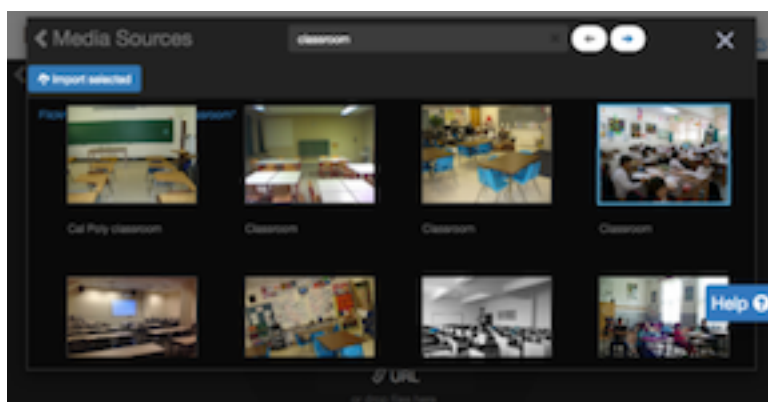 Media Sources
classroom
Import selected
Cal Poly classroom
Classroom
Classroom
Classroom
Help
URL